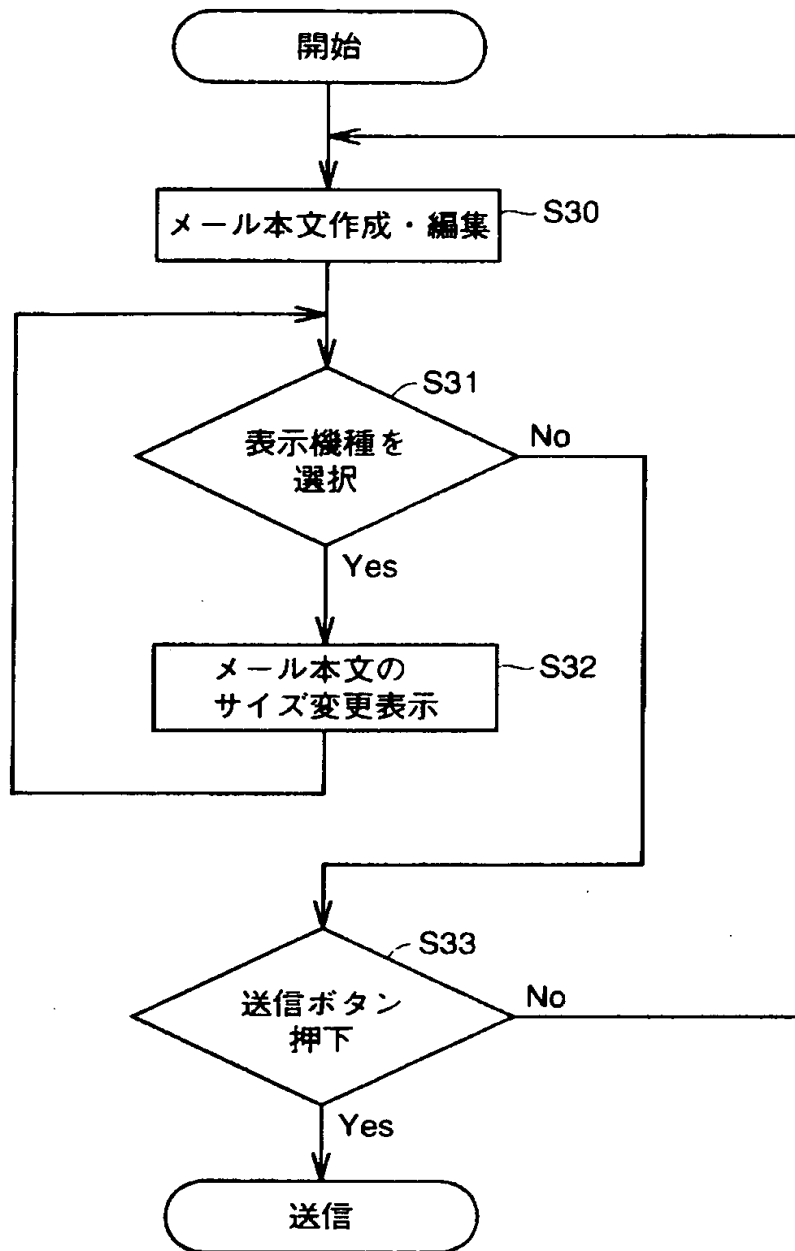 開始
メール本文作成・編集
S30
S31
表示機種を
選択
No
Yes
メール本文の
サイズ変更表示
S32
S33
送信ボタン
押下
No
Yes
送信